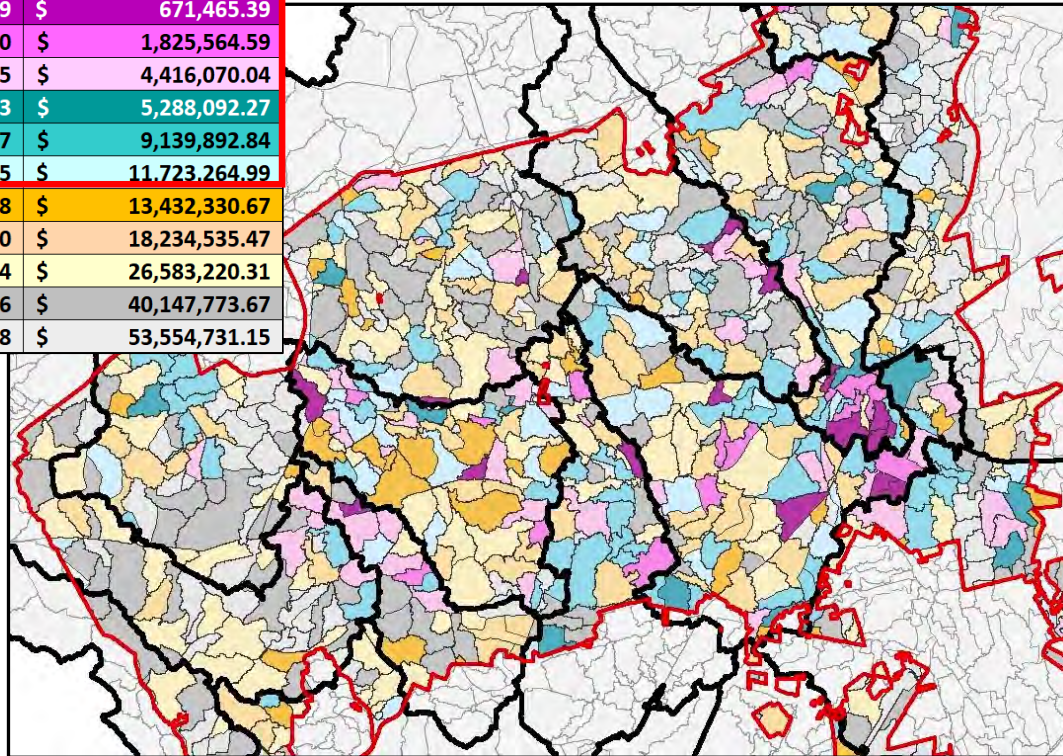 9 $ 671,465.39
0 $ 1,825,564.59
5 $ 4,416,070.04
3 $ 5,288,092.27
7 $ 9,139,892.84
5 $ 11,723,264.99
8 $ 13,432,330.67
0 $ 18,234,535.47
4 $ 26,583,220.31
6 $ 40,147,773.67
8 $ 53,554,731.15